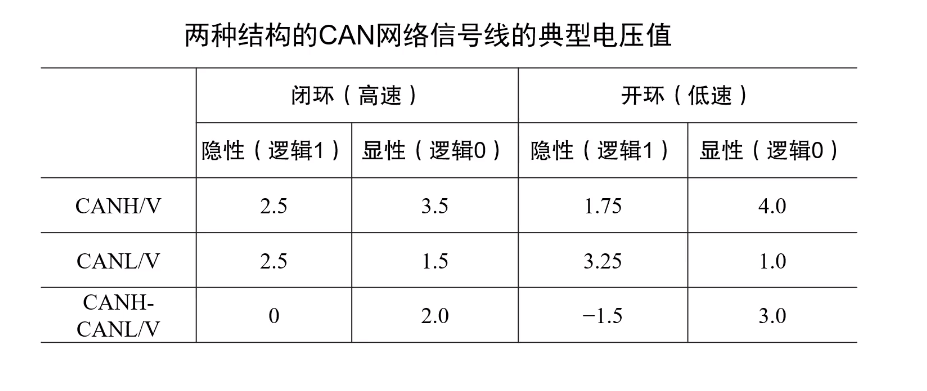 两种结构的CAN网络信号线的典型电压值
闭环（高速） 开环（低速）
隐性（逻辑1） 显性（逻辑0） 隐性（逻辑1） 显性（逻辑0）
CANH/V 2.5 3.5 1.75 4.0
CANL/V 2.5 1.5 3.25 1.0
CANH-
CANL/V 0 2.0 −1.5 3.0